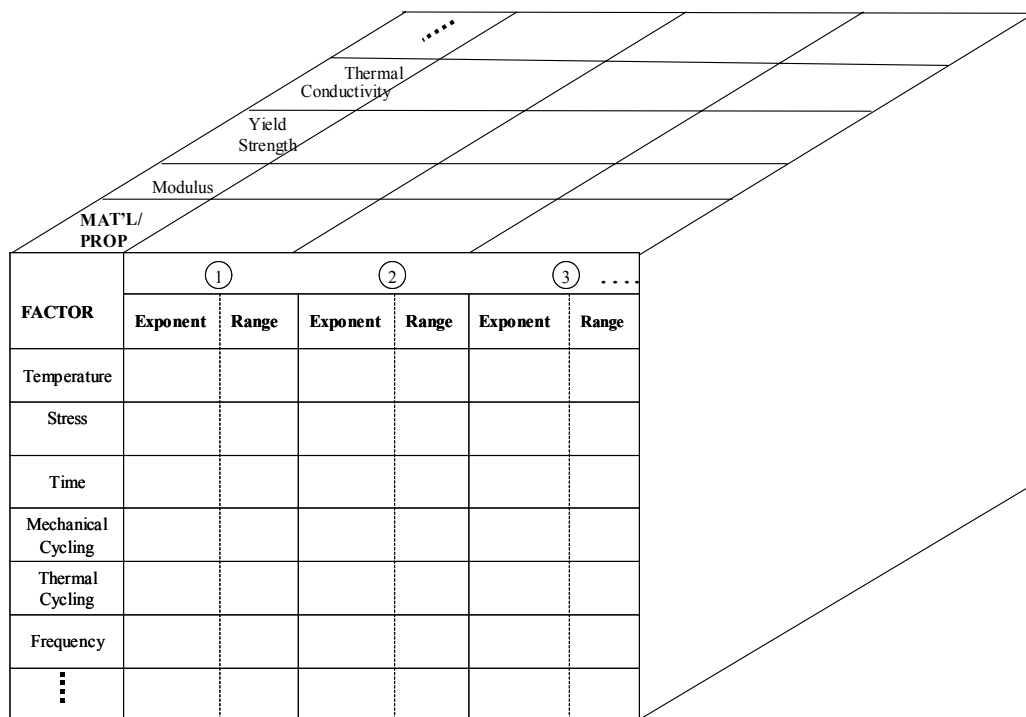 Thermal
Conductivity
Yield
Strength
Modulus
MAT'L/
PROP
1 2 3 ....
FACTOR
Exponent Range Exponent Range Exponent Range
Temperature
Stress
Time
Mechanical
Cycling
Thermal
Cycling
Frequency